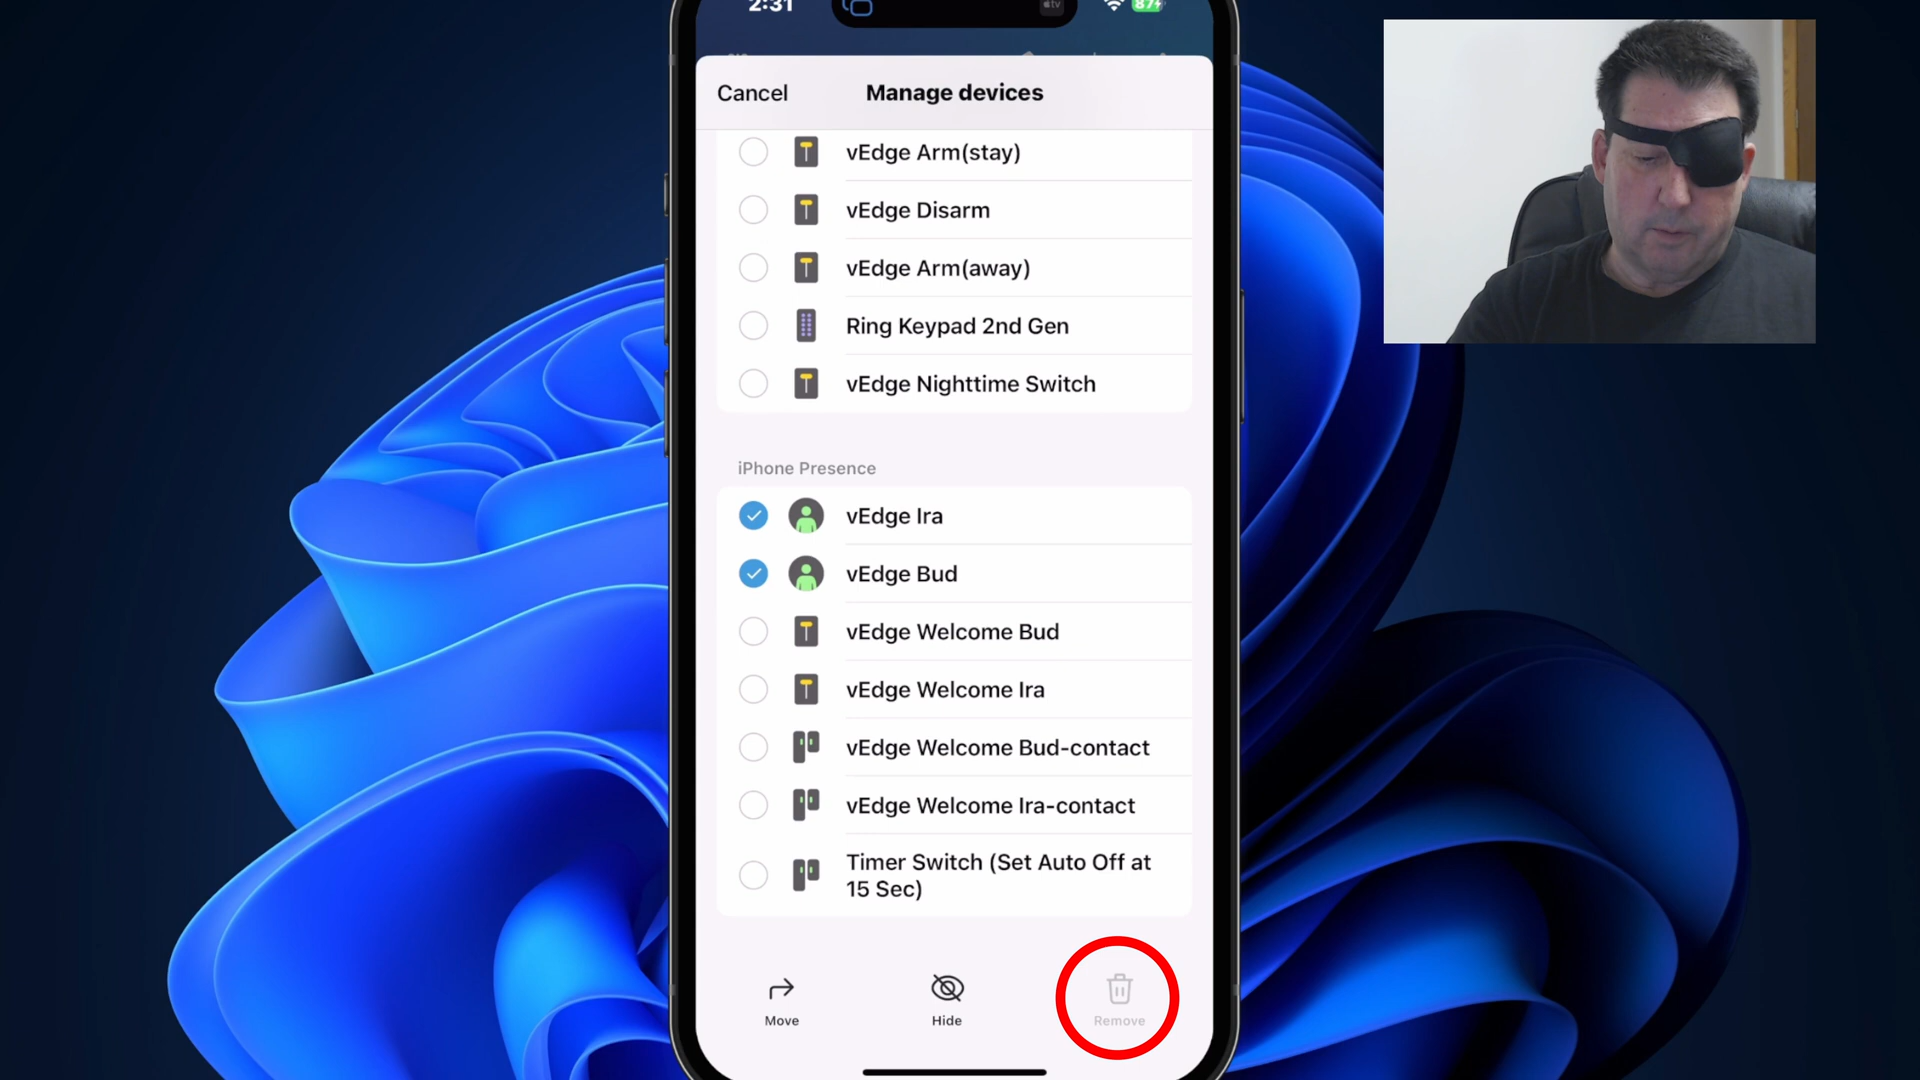 2:31
tv
87
Cancel
Manage devices
vEdge Arm(stay)
vEdge Disarm
vEdge Arm(away)
Ring Keypad 2nd Gen
vEdge Nighttime Switch
iPhone Presence
vEdge Ira
vEdge Bud
vEdge Welcome Bud
vEdge Welcome Ira
vEdge Welcome Bud-contact
vEdge Welcome Ira-contact
Timer Switch (Set Auto Off at
15 Sec)
Move
Hide
Remove